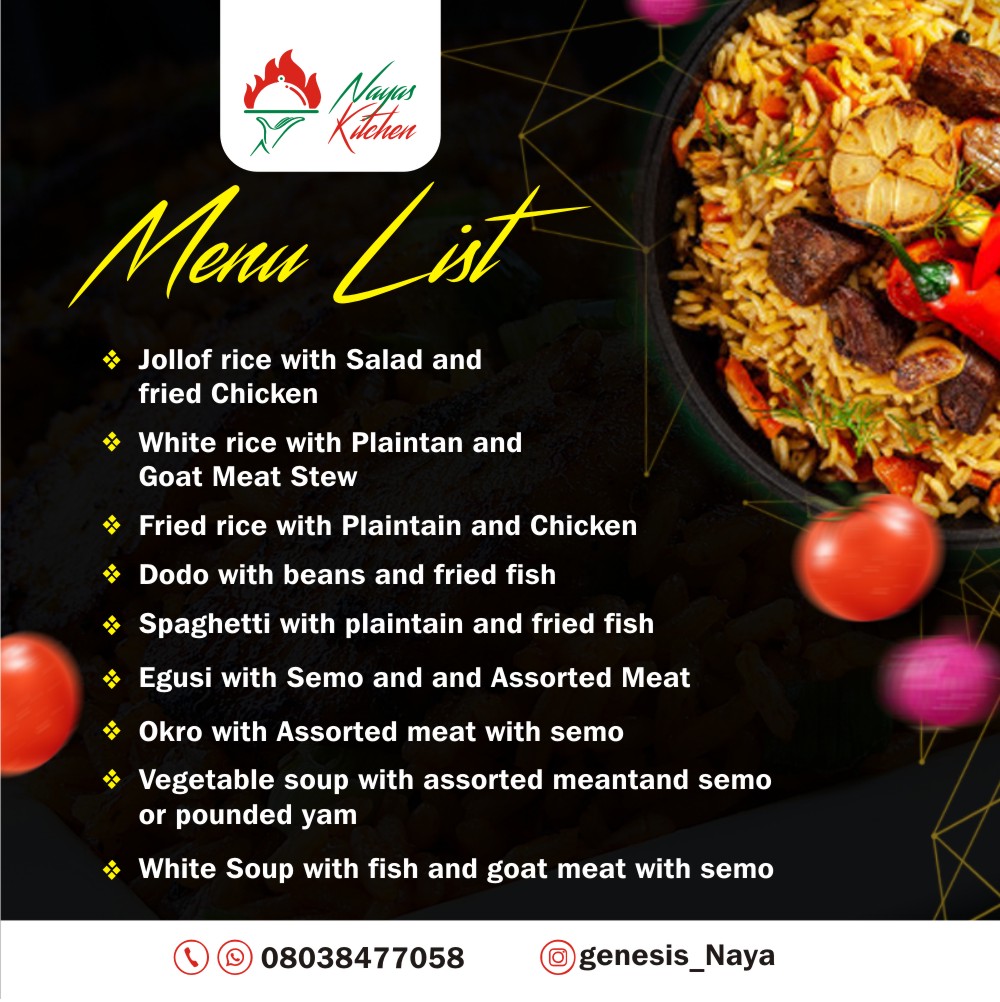 Nayas
Kitchen
Menu List
Jollof rice with Salad and
fried Chicken
White rice with Plaintan and
Goat Meat Stew
Fried rice with Plaintain and Chicken
Dodo with beans and fried fish
Spaghetti with plaintain and fried fish
Egusi with Semo and and Assorted Meat
Okro with Assorted meat with semo
Vegetable soup with assorted meantand semo
or pounded yam
White Soup with fish and goat meat with semo
08038477058 genesis_Naya